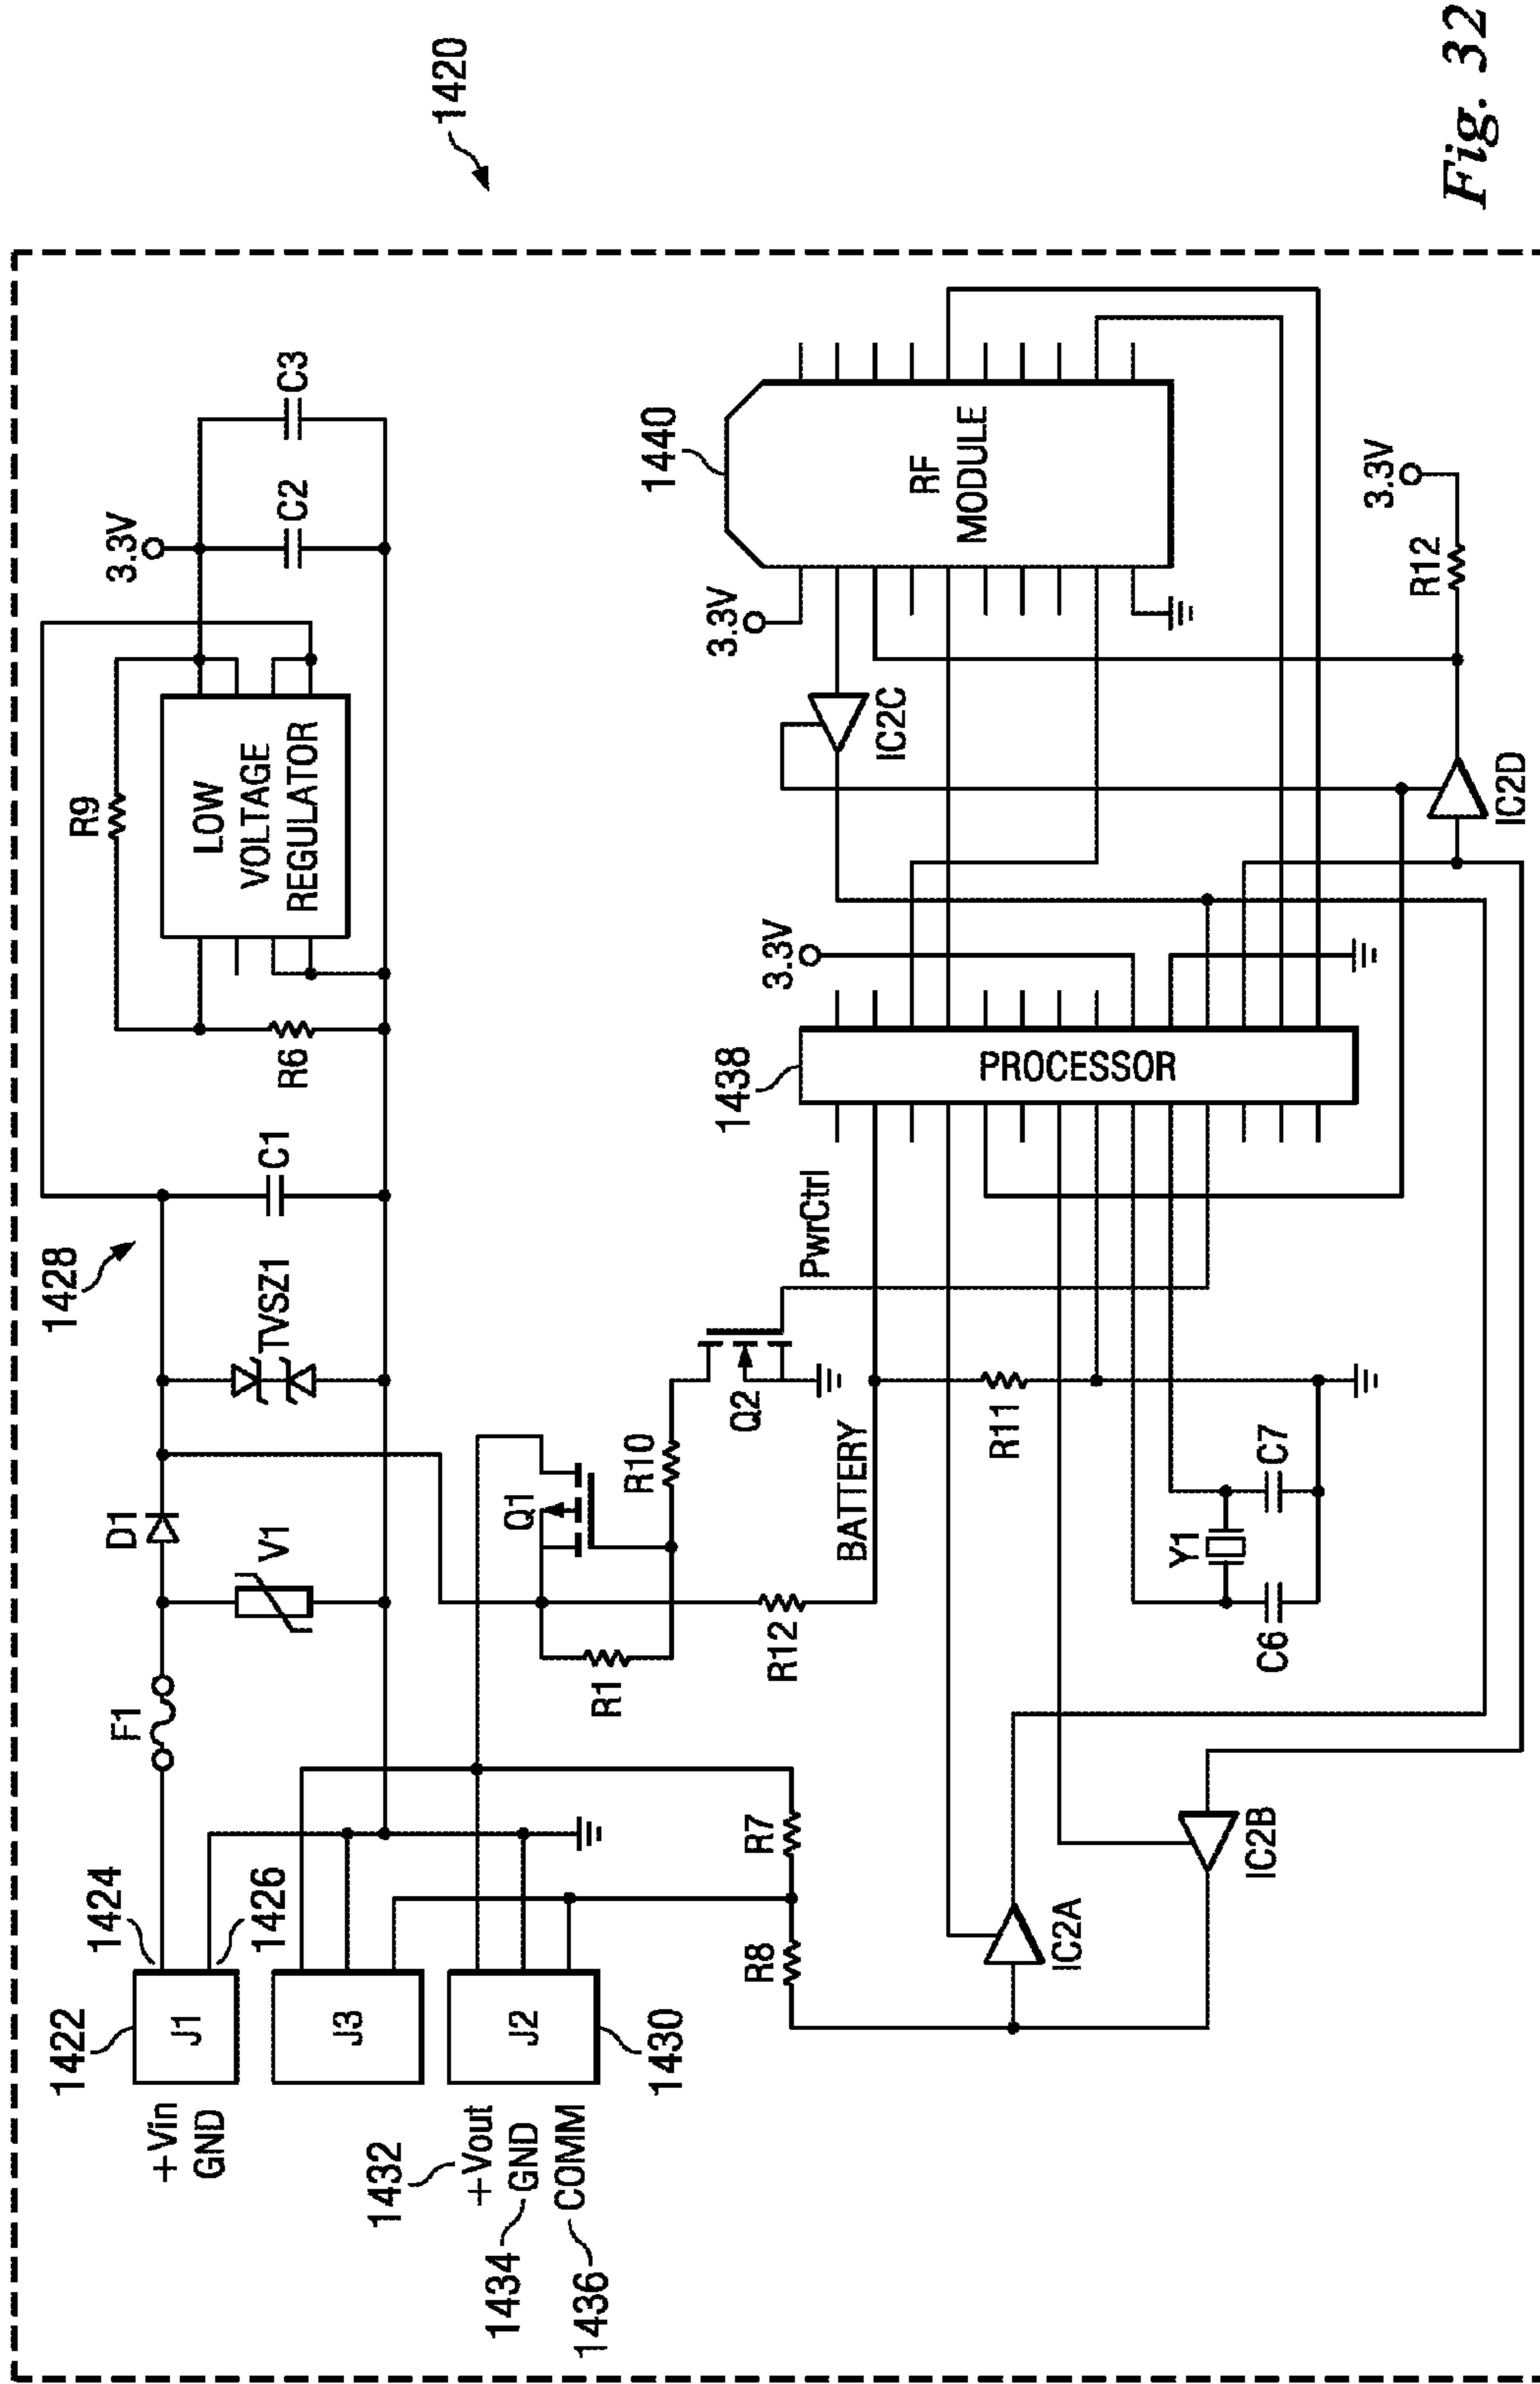 1420
1422
1424
1426
J1
+Vin
GND
F1
D1
V1
1428
TVSZ1
C1
R6
R9
LOW
VOLTAGE
REGULATOR
3.3V
C2
C3
J3
J2
1430
1432
+Vout
1434
GND
1436
COMM
Q1
R1
R10
Q2
PwrCtrl
R7
R8
R12
BATTERY
R11
1438
PROCESSOR
3.3V
IC2C
3.3V
1440
RF
MODULE
Y1
C6
C7
IC2A
IC2B
IC2D
R12
3.3V
Fig. 32